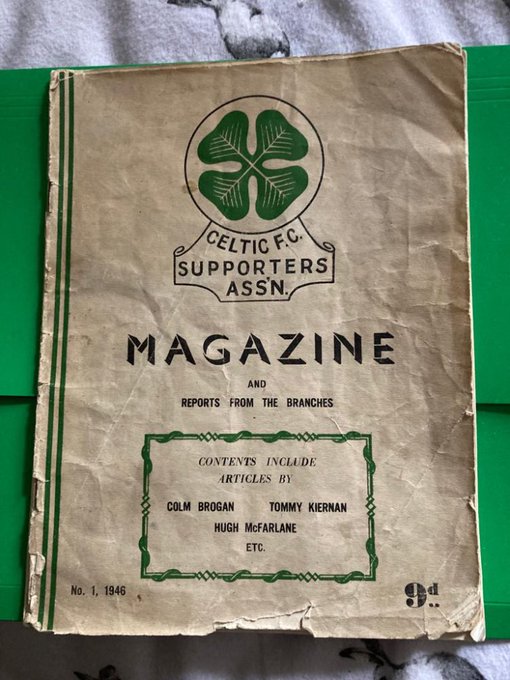 CELTIC F.C.
SUPPORTERS
ASS'N.
MAGAZINE
AND
REPORTS FROM THE BRANCHES
CONTENTS INCLUDE
ARTICLES BY
COLM BROGAN TOMMY KIERNAN
HUGH McFARLANE
ETC.
No. 1, 1946 9d